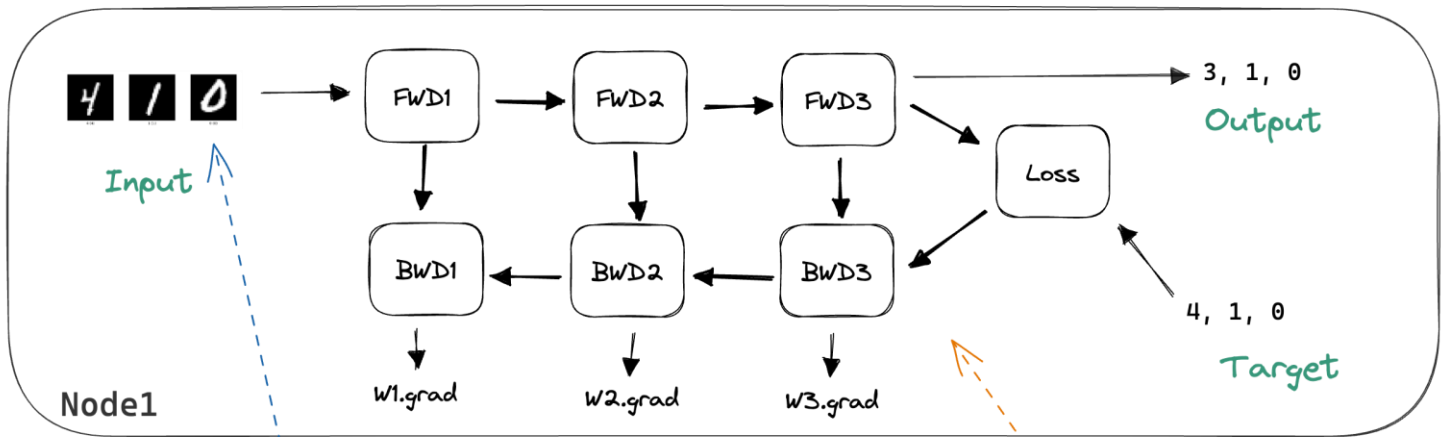 FWD1
FWD2
FWD3
3, 1, 0
Output
4 1 0
Input
Loss
BWD1
BWD2
BWD3
4, 1, 0
Target
W1.grad
W2.grad
W3.grad
Node1